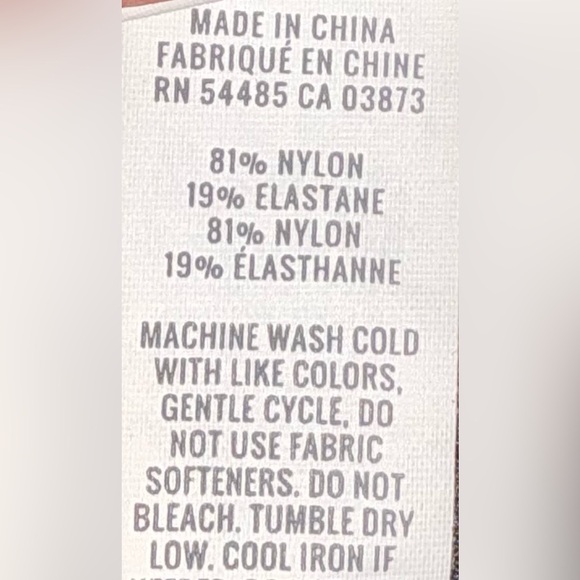 MADE IN CHINA
FABRIQUÉ EN CHINE
RN 54485 CA 03873
81% NYLON
19% ELASTANE
81% NYLON
19% ÉLASTHANNE
MACHINE WASH COLD
WITH LIKE COLORS,
GENTLE CYCLE, DO
NOT USE FABRIC
SOFTENERS. DO NOT
BLEACH. TUMBLE DRY
LOW. COOL IRON IF